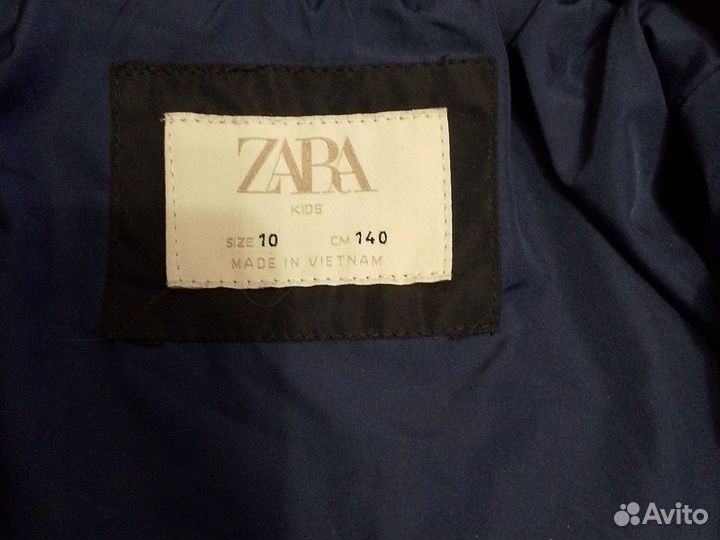 ZARA
KIDS
SIZE 10 CM 140
MADE IN VIETNAM
Avito